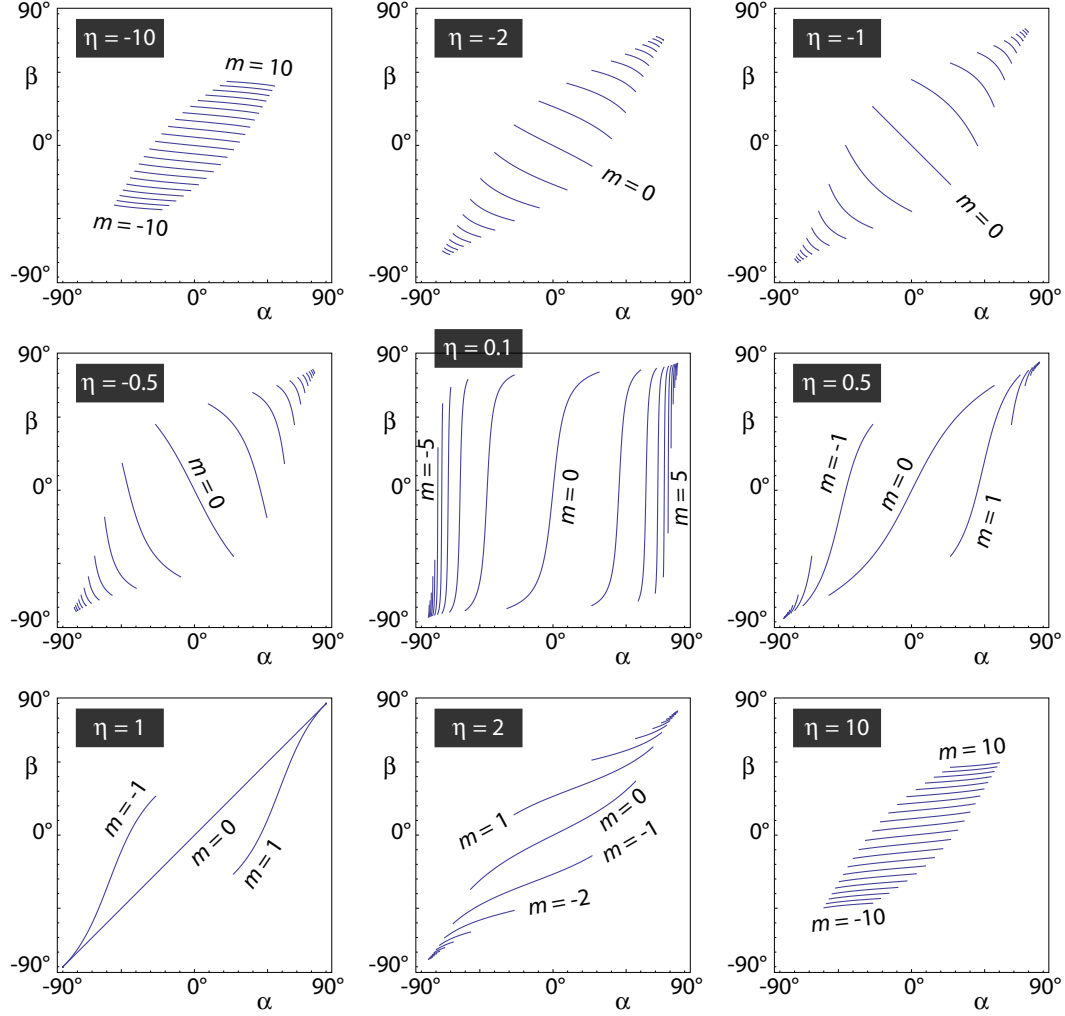 90°
η = -10
β
m = 10
0°
m = -10
-90°
-90°
0°
90°
α
90°
η = -2
β
0°
m = 0
-90°
-90°
0°
90°
α
90°
η = -1
β
0°
m = 0
-90°
-90°
0°
90°
α
90°
η = -0.5
β
m = 0
0°
-90°
-90°
0°
90°
α
90°
η = 0.1
β
m = -5
m = 0
m = 5
0°
-90°
-90°
0°
90°
α
90°
η = 0.5
β
m = -1
m = 0
m = 1
0°
-90°
-90°
0°
90°
α
90°
η = 1
β
m = -1
m = 0
m = 1
0°
-90°
-90°
0°
90°
α
90°
η = 2
β
m = 1
m = 0
m = -1
m = -2
0°
-90°
-90°
0°
90°
α
90°
η = 10
β
m = 10
0°
m = -10
-90°
-90°
0°
90°
α